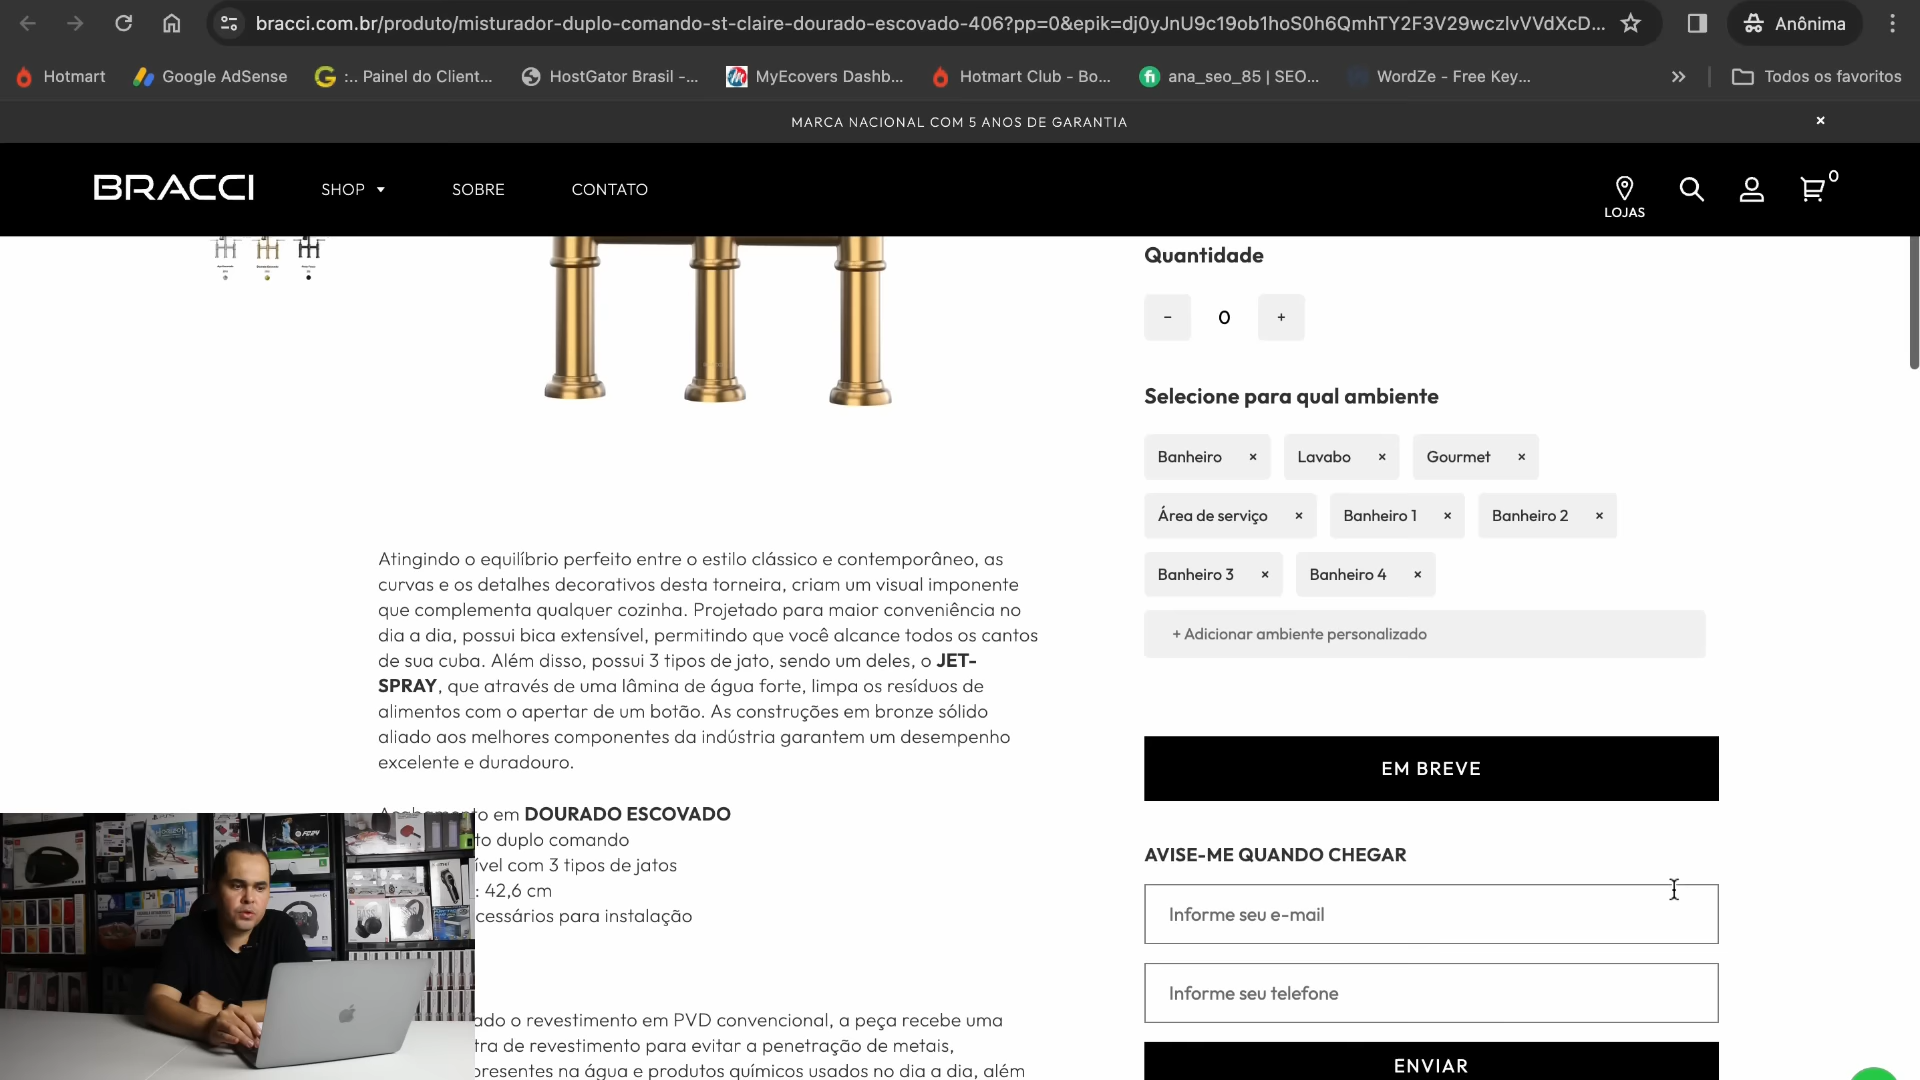 bracci.com.br/produto/misturador-duplo-comando-st-claire-dourado-escovado-406?pp=0&epik=dj0yJnU9c19ob1hoS0h6QmhTY2F3V29wczlvVVdXcD...
Anônima
Hotmart
Google AdSense
:.. Painel do Client...
HostGator Brasil -...
MyEcovers Dashb...
Hotmart Club - Bo...
ana_seo_85 | SEO...
WordZe - Free Key...
Todos os favoritos
MARCA NACIONAL COM 5 ANOS DE GARANTIA
BRACCI
SHOP
SOBRE
CONTATO
LOJAS
0
Quantidade
- 0 +
Selecione para qual ambiente
Banheiro ×
Lavabo ×
Gourmet ×
Área de serviço ×
Banheiro 1 ×
Banheiro 2 ×
Banheiro 3 ×
Banheiro 4 ×
+ Adicionar ambiente personalizado
EM BREVE
AVISE-ME QUANDO CHEGAR
Informe seu e-mail
Informe seu telefone
ENVIAR
Atingindo o equilíbrio perfeito entre o estilo clássico e contemporâneo, as
curvas e os detalhes decorativos desta torneira, criam um visual imponente
que complementa qualquer cozinha. Projetado para maior conveniência no
dia a dia, possui bica extensível, permitindo que você alcance todos os cantos
de sua cuba. Além disso, possui 3 tipos de jato, sendo um deles, o JET-
SPRAY, que através de uma lâmina de água forte, limpa os resíduos de
alimentos com o apertar de um botão. As construções em bronze sólido
aliado aos melhores componentes da indústria garantem um desempenho
excelente e duradouro.
em DOURADO ESCOVADO
to duplo comando
ível com 3 tipos de jatos
: 42,6 cm
cessórios para instalação
ado o revestimento em PVD convencional, a peça recebe uma
tra de revestimento para evitar a penetração de metais,
presentes na água e produtos químicos usados no dia a dia, além